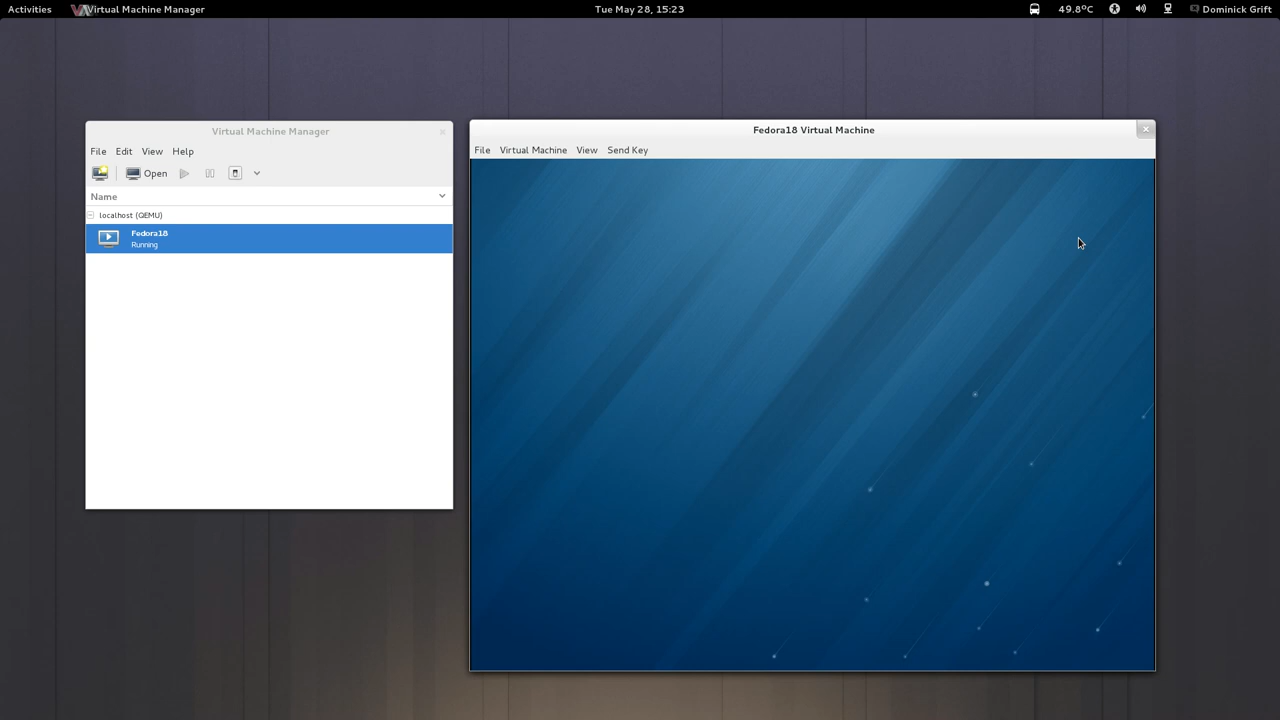 Activities Virtual Machine Manager Tue May 28, 15:23 49.8ºC Dominick Grift
Virtual Machine Manager
File Edit View Help
Open
Name
localhost (QEMU)
Fedora18
Running
Fedora18 Virtual Machine
File Virtual Machine View Send Key